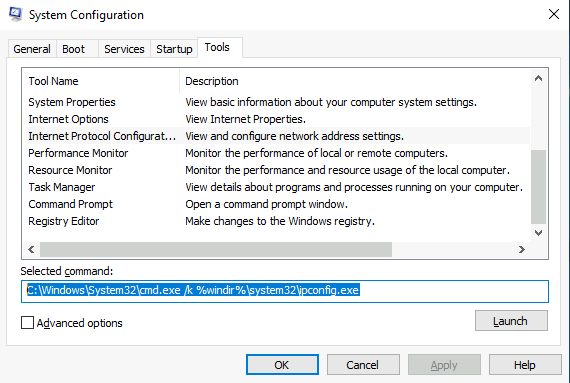 System Configuration
General Boot Services Startup Tools
Tool Name Description
System Properties View basic information about your computer system settings.
Internet Options View Internet Properties.
Internet Protocol Configurat... View and configure network address settings.
Performance Monitor Monitor the performance of local or remote computers.
Resource Monitor Monitor the performance and resource usage of the local computer.
Task Manager View details about programs and processes running on your computer.
Command Prompt Open a command prompt window.
Registry Editor Make changes to the Windows registry.
Selected command:
C:\Windows\System32\cmd.exe /k %windir%\system32\ipconfig.exe
Advanced options Launch
OK Cancel Apply Help